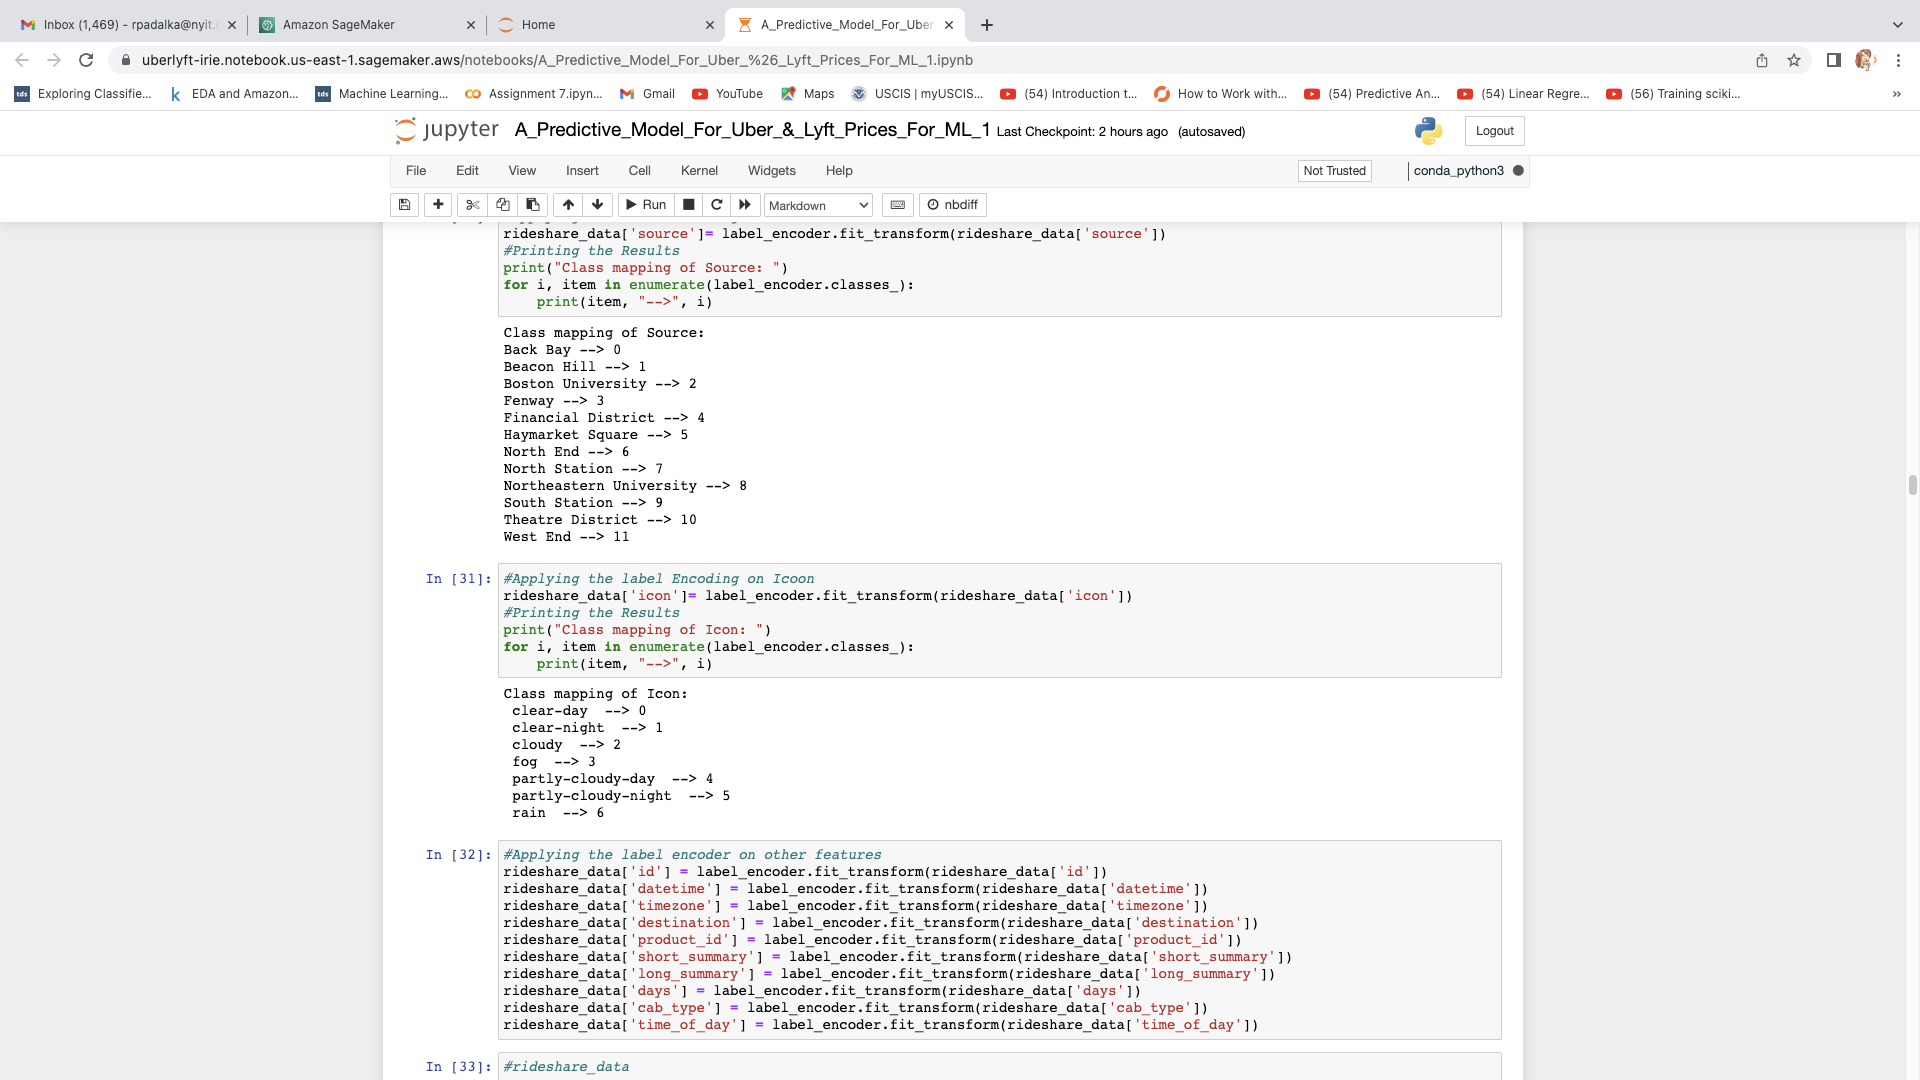 Inbox (1,469) - rpadalka@nyit.
Amazon SageMaker
Home
A_Predictive_Model_For_Uber
uberlyft-irie.notebook.us-east-1.sagemaker.aws/notebooks/A_Predictive_Model_For_Uber_%26_Lyft_Prices_For_ML_1.ipynb
tds Exploring Classifie...
k EDA and Amazon...
tds Machine Learning...
Assignment 7.ipyn...
Gmail
YouTube
Maps
USCIS | myUSCIS...
(54) Introduction t...
How to Work with...
(54) Predictive An...
(54) Linear Regre...
(56) Training sciki...
»
jupyter A_Predictive_Model_For_Uber_&_Lyft_Prices_For_ML_1 Last Checkpoint: 2 hours ago (autosaved)
Logout
File Edit View Insert Cell Kernel Widgets Help
Not Trusted
conda_python3
Run
Markdown
nbdiff
rideshare_data['source']= label_encoder.fit_transform(rideshare_data['source'])
#Printing the Results
print("Class mapping of Source: ")
for i, item in enumerate(label_encoder.classes_):
    print(item, "-->", i)
Class mapping of Source:
Back Bay --> 0
Beacon Hill --> 1
Boston University --> 2
Fenway --> 3
Financial District --> 4
Haymarket Square --> 5
North End --> 6
North Station --> 7
Northeastern University --> 8
South Station --> 9
Theatre District --> 10
West End --> 11
In [31]: #Applying the label Encoding on Icoon
rideshare_data['icon']= label_encoder.fit_transform(rideshare_data['icon'])
#Printing the Results
print("Class mapping of Icon: ")
for i, item in enumerate(label_encoder.classes_):
    print(item, "-->", i)
Class mapping of Icon:
 clear-day  --> 0
 clear-night  --> 1
 cloudy  --> 2
 fog  --> 3
 partly-cloudy-day  --> 4
 partly-cloudy-night  --> 5
 rain  --> 6
In [32]: #Applying the label encoder on other features
rideshare_data['id'] = label_encoder.fit_transform(rideshare_data['id'])
rideshare_data['datetime'] = label_encoder.fit_transform(rideshare_data['datetime'])
rideshare_data['timezone'] = label_encoder.fit_transform(rideshare_data['timezone'])
rideshare_data['destination'] = label_encoder.fit_transform(rideshare_data['destination'])
rideshare_data['product_id'] = label_encoder.fit_transform(rideshare_data['product_id'])
rideshare_data['short_summary'] = label_encoder.fit_transform(rideshare_data['short_summary'])
rideshare_data['long_summary'] = label_encoder.fit_transform(rideshare_data['long_summary'])
rideshare_data['days'] = label_encoder.fit_transform(rideshare_data['days'])
rideshare_data['cab_type'] = label_encoder.fit_transform(rideshare_data['cab_type'])
rideshare_data['time_of_day'] = label_encoder.fit_transform(rideshare_data['time_of_day'])
In [33]: #rideshare_data